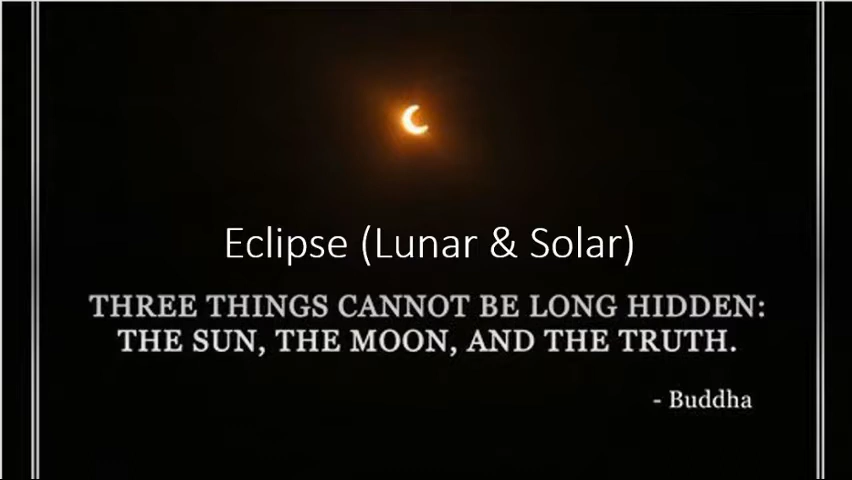 Eclipse (Lunar & Solar)
THREE THINGS CANNOT BE LONG HIDDEN:
THE SUN, THE MOON, AND THE TRUTH.
- Buddha